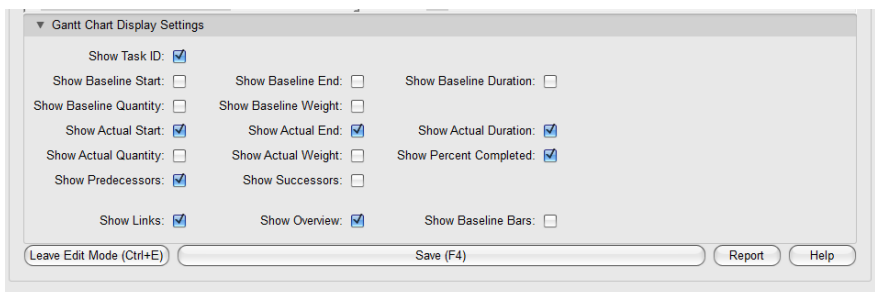 Gantt Chart Display Settings
Show Task ID:
Show Baseline Start: Show Baseline End: Show Baseline Duration:
Show Baseline Quantity: Show Baseline Weight:
Show Actual Start: Show Actual End: Show Actual Duration:
Show Actual Quantity: Show Actual Weight: Show Percent Completed:
Show Predecessors: Show Successors:
Show Links: Show Overview: Show Baseline Bars:
Leave Edit Mode (Ctrl+E) Save (F4) Report Help